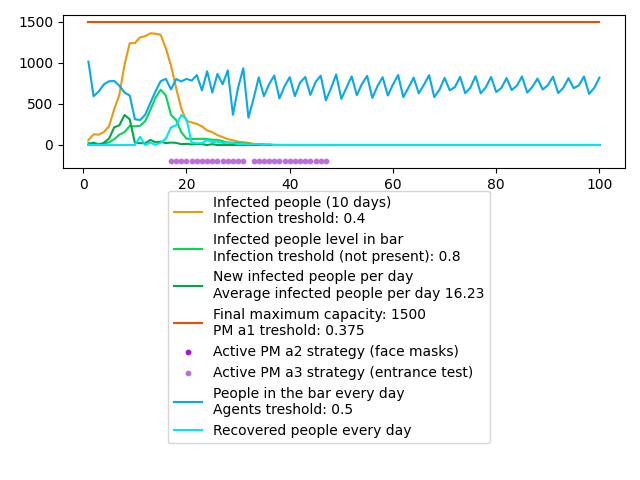 1500
1000
500
0
0 20 40 60 80 100
Infected people (10 days)
Infection treshold: 0.4
Infected people level in bar
Infection treshold (not present): 0.8
New infected people per day
Average infected people per day 16.23
Final maximum capacity: 1500
PM a1 treshold: 0.375
Active PM a2 strategy (face masks)
Active PM a3 strategy (entrance test)
People in the bar every day
Agents treshold: 0.5
Recovered people every day